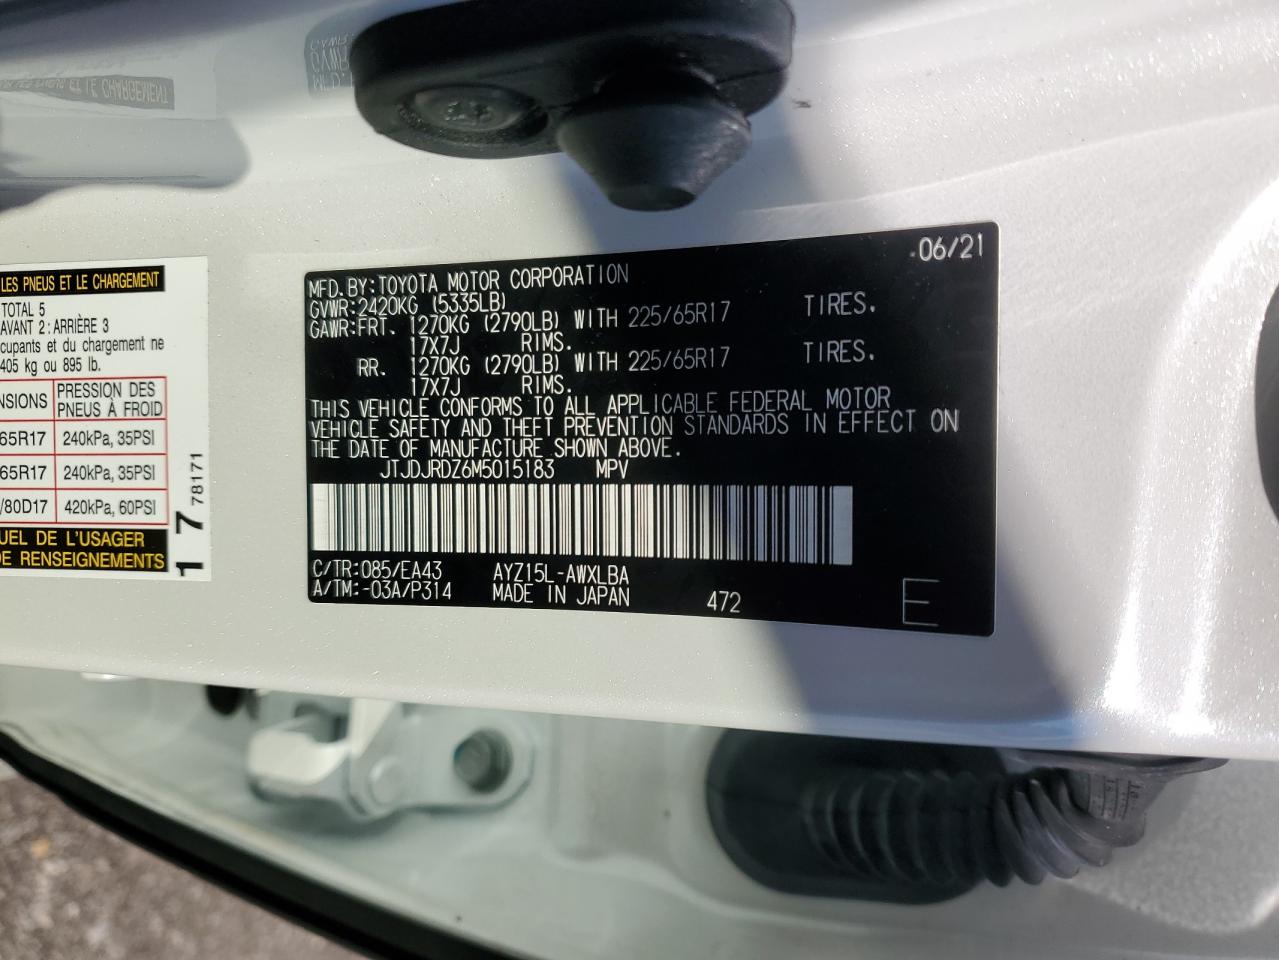 LES PNEUS ET LE CHARGEMENT
TOTAL 5
AVANT 2: ARRIÈRE 3
cupants et du chargement ne
405 kg ou 895 lb.
NSIONS PRESSION DES PNEUS À FROID
65R17 240kPa, 35PSI
65R17 240kPa, 35PSI
/80D17 420kPa, 60PSI
UEL DE L'USAGER
DE RENSEIGNEMENTS
1 7 78171
06/21
MFD.BY:TOYOTA MOTOR CORPORATION
GVWR:2420KG (5335LB)
GAWR:FRT. 1270KG (2790LB) WITH 225/65R17 TIRES.
17X7J RIMS.
RR. 1270KG (2790LB) WITH 225/65R17 TIRES.
17X7J RIMS.
THIS VEHICLE CONFORMS TO ALL APPLICABLE FEDERAL MOTOR
VEHICLE SAFETY AND THEFT PREVENTION STANDARDS IN EFFECT ON
THE DATE OF MANUFACTURE SHOWN ABOVE.
JTJDJRDZ6M5015183 MPV
C/TR:085/EA43 AYZ15L-AWXLBA
A/TM:-03A/P314 MADE IN JAPAN 472 E